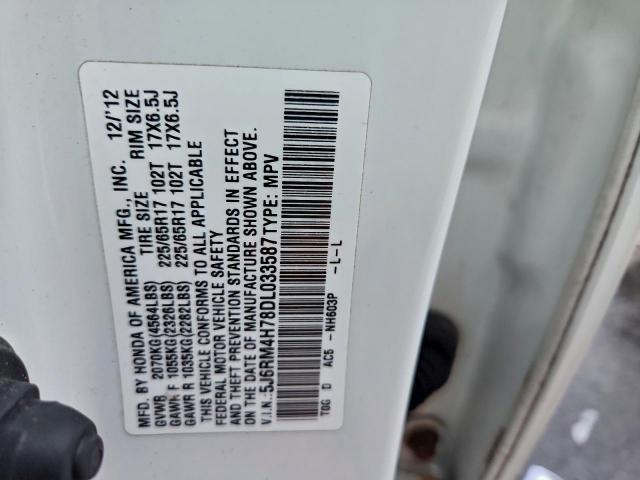 MFD. BY HONDA OF AMERICA MFG., INC. 12/'12
TIRE SIZE RIM SIZE
GVWR 2070KG(4564LBS)
GAWR F 1055KG(2326LBS) 225/65R17 102T 17X6.5J
GAWR R 1035KG(2282LBS) 225/65R17 102T 17X6.5J
THIS VEHICLE CONFORMS TO ALL APPLICABLE
FEDERAL MOTOR VEHICLE SAFETY
AND THEFT PREVENTION STANDARDS IN EFFECT
ON THE DATE OF MANUFACTURE SHOWN ABOVE.
V.I.N.: 5J6RM4H78DL033587 TYPE: MPV
T0G D AC5 -NH603P -L-L